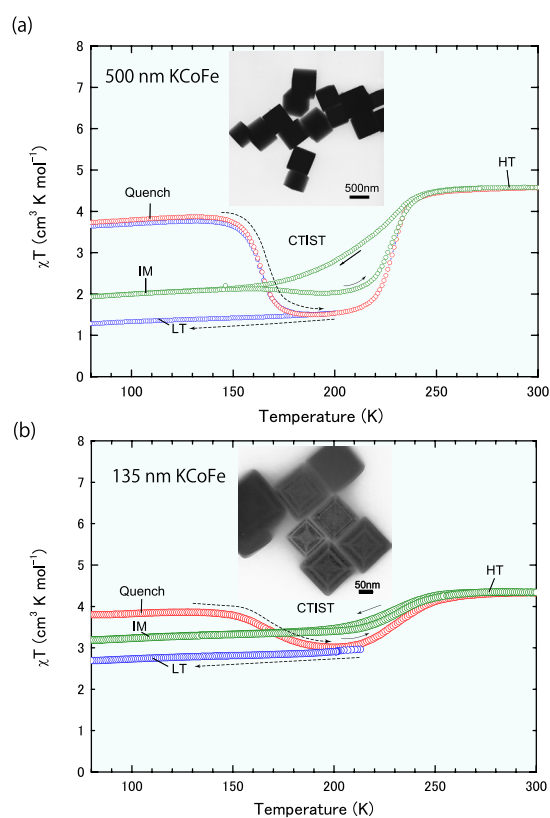 (a)
8
7
6
5
4
3
2
1
0
χT (cm³ K mol⁻¹)
500 nm KCoFe
500nm
HT
Quench
CTIST
IM
LT
100
150
200
250
300
Temperature (K)
(b)
8
7
6
5
4
3
2
1
0
χT (cm³ K mol⁻¹)
135 nm KCoFe
50nm
HT
Quench
CTIST
IM
LT
100
150
200
250
300
Temperature (K)